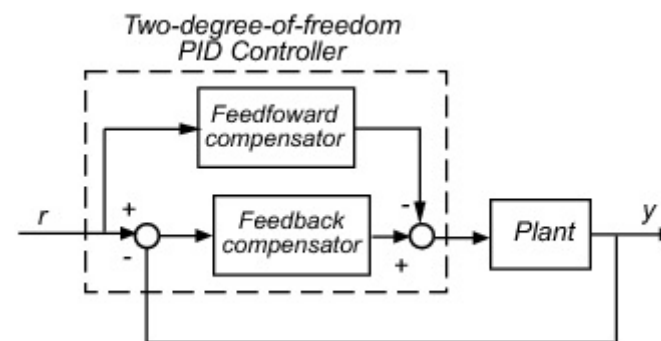 Two-degree-of-freedom
PID Controller
Feedfoward
compensator
r
+
-
Feedback
compensator
-
+
Plant
y